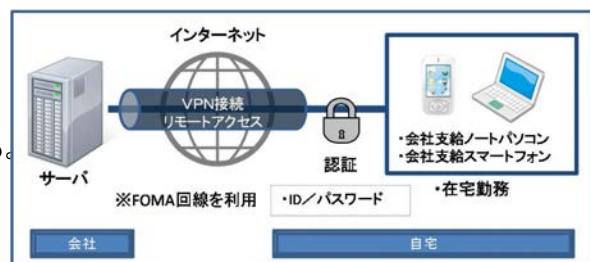 インターネット
VPN接続
リモートアクセス
・会社支給ノートパソコン
・会社支給スマートフォン
認証
サーバ
・在宅勤務
※FOMA回線を利用
・ID/パスワード
会社
自宅